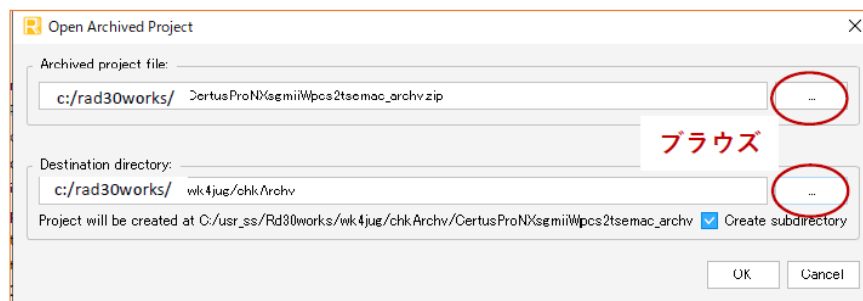 Open Archived Project
Archived project file:
c:/rad30works/ CertusProNXsgmiiWpcs2tsemac_archv.zip
...
ブラウズ
Destination directory:
c:/rad30works/ wk4jug/chkArchv
...
Project will be created at C:/usr_ss/Rd30works/wk4jug/chkArchv/CertusProNXsgmiiWpcs2tsemac_archv Create subdirectory
OK Cancel